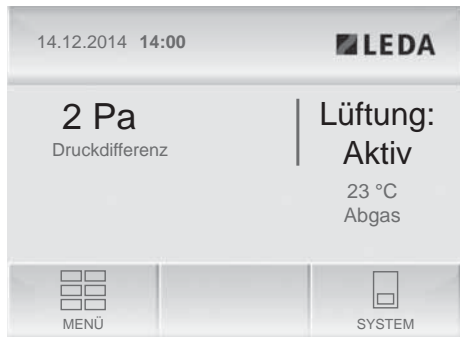 14.12.2014 14:00
LEDA
2 Pa
Druckdifferenz
Lüftung:
Aktiv
23 °C
Abgas
MENÜ
SYSTEM